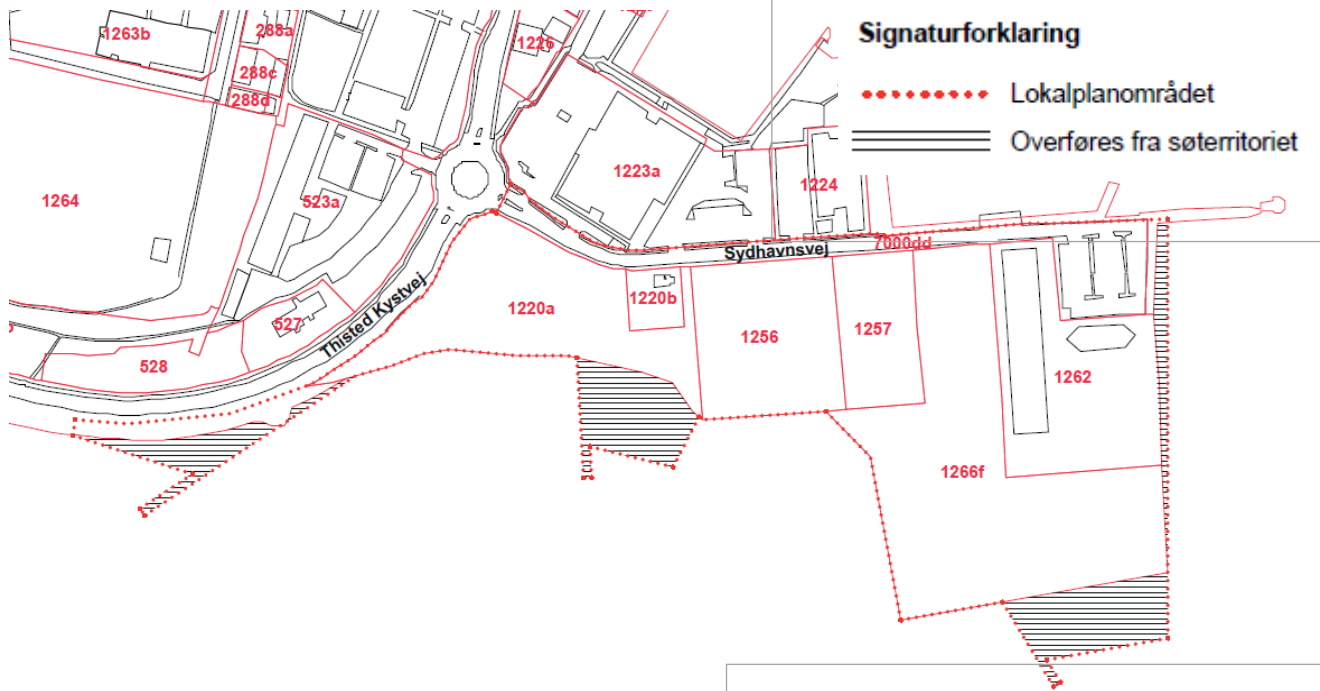 Signaturforklaring
Lokalplanområdet
Overføres fra søterritoriet
1263b
288a
288c
288d
1226
1264
523a
1223a
1224
7000dd
Sydhavnsvej
1220a
1220b
1256
1257
527
Thisted Kystvej
528
1262
1266f